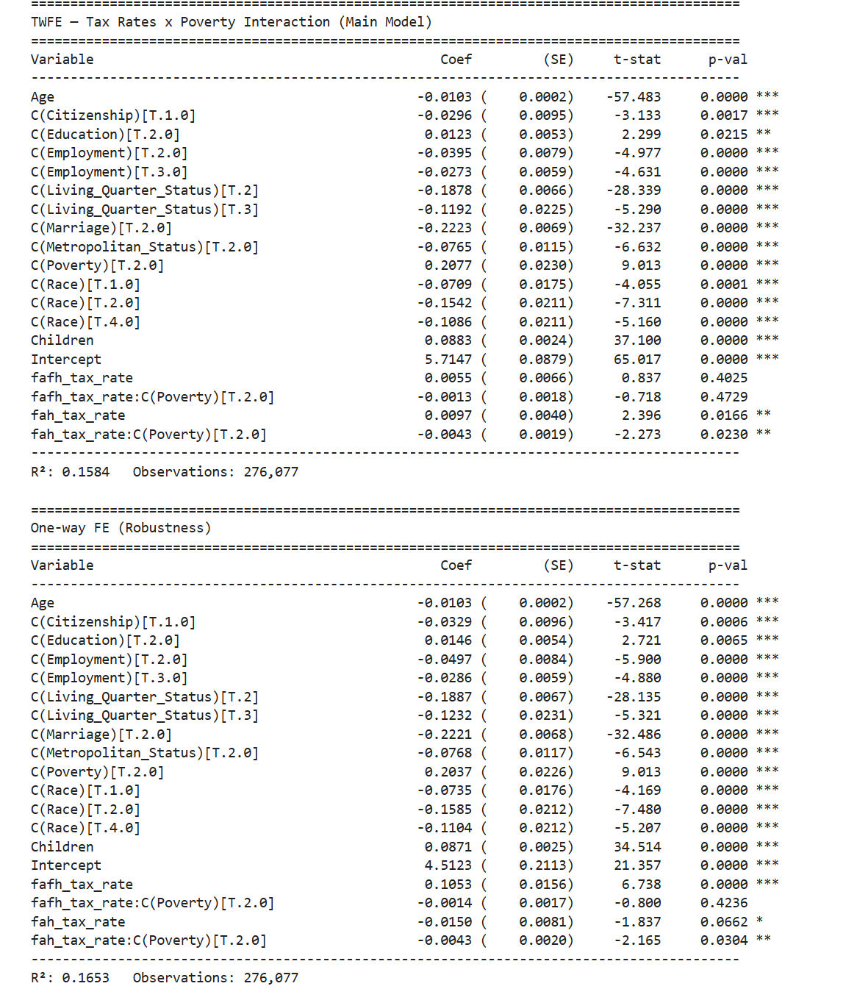 ==========================================================================================
TWFE — Tax Rates x Poverty Interaction (Main Model)
==========================================================================================
Variable Coef (SE) t-stat p-val
------------------------------------------------------------------------------------------
Age -0.0103 ( 0.0002) -57.483 0.0000 ***
C(Citizenship)[T.1.0] -0.0296 ( 0.0095) -3.133 0.0017 ***
C(Education)[T.2.0] 0.0123 ( 0.0053) 2.299 0.0215 **
C(Employment)[T.2.0] -0.0395 ( 0.0079) -4.977 0.0000 ***
C(Employment)[T.3.0] -0.0273 ( 0.0059) -4.631 0.0000 ***
C(Living_Quarter_Status)[T.2] -0.1878 ( 0.0066) -28.339 0.0000 ***
C(Living_Quarter_Status)[T.3] -0.1192 ( 0.0225) -5.290 0.0000 ***
C(Marriage)[T.2.0] -0.2223 ( 0.0069) -32.237 0.0000 ***
C(Metropolitan_Status)[T.2.0] -0.0765 ( 0.0115) -6.632 0.0000 ***
C(Poverty)[T.2.0] 0.2077 ( 0.0230) 9.013 0.0000 ***
C(Race)[T.1.0] -0.0709 ( 0.0175) -4.055 0.0001 ***
C(Race)[T.2.0] -0.1542 ( 0.0211) -7.311 0.0000 ***
C(Race)[T.4.0] -0.1086 ( 0.0211) -5.160 0.0000 ***
Children 0.0883 ( 0.0024) 37.100 0.0000 ***
Intercept 5.7147 ( 0.0879) 65.017 0.0000 ***
fafh_tax_rate 0.0055 ( 0.0066) 0.837 0.4025
fafh_tax_rate:C(Poverty)[T.2.0] -0.0013 ( 0.0018) -0.718 0.4729
fah_tax_rate 0.0097 ( 0.0040) 2.396 0.0166 **
fah_tax_rate:C(Poverty)[T.2.0] -0.0043 ( 0.0019) -2.273 0.0230 **
------------------------------------------------------------------------------------------
R²: 0.1584 Observations: 276,077
==========================================================================================
One-way FE (Robustness)
==========================================================================================
Variable Coef (SE) t-stat p-val
------------------------------------------------------------------------------------------
Age -0.0103 ( 0.0002) -57.268 0.0000 ***
C(Citizenship)[T.1.0] -0.0329 ( 0.0096) -3.417 0.0006 ***
C(Education)[T.2.0] 0.0146 ( 0.0054) 2.721 0.0065 ***
C(Employment)[T.2.0] -0.0497 ( 0.0084) -5.900 0.0000 ***
C(Employment)[T.3.0] -0.0286 ( 0.0059) -4.880 0.0000 ***
C(Living_Quarter_Status)[T.2] -0.1887 ( 0.0067) -28.135 0.0000 ***
C(Living_Quarter_Status)[T.3] -0.1232 ( 0.0231) -5.321 0.0000 ***
C(Marriage)[T.2.0] -0.2221 ( 0.0068) -32.486 0.0000 ***
C(Metropolitan_Status)[T.2.0] -0.0768 ( 0.0117) -6.543 0.0000 ***
C(Poverty)[T.2.0] 0.2037 ( 0.0226) 9.013 0.0000 ***
C(Race)[T.1.0] -0.0735 ( 0.0176) -4.169 0.0000 ***
C(Race)[T.2.0] -0.1585 ( 0.0212) -7.480 0.0000 ***
C(Race)[T.4.0] -0.1104 ( 0.0212) -5.207 0.0000 ***
Children 0.0871 ( 0.0025) 34.514 0.0000 ***
Intercept 4.5123 ( 0.2113) 21.357 0.0000 ***
fafh_tax_rate 0.1053 ( 0.0156) 6.738 0.0000 ***
fafh_tax_rate:C(Poverty)[T.2.0] -0.0014 ( 0.0017) -0.800 0.4236
fah_tax_rate -0.0150 ( 0.0081) -1.837 0.0662 *
fah_tax_rate:C(Poverty)[T.2.0] -0.0043 ( 0.0020) -2.165 0.0304 **
------------------------------------------------------------------------------------------
R²: 0.1653 Observations: 276,077